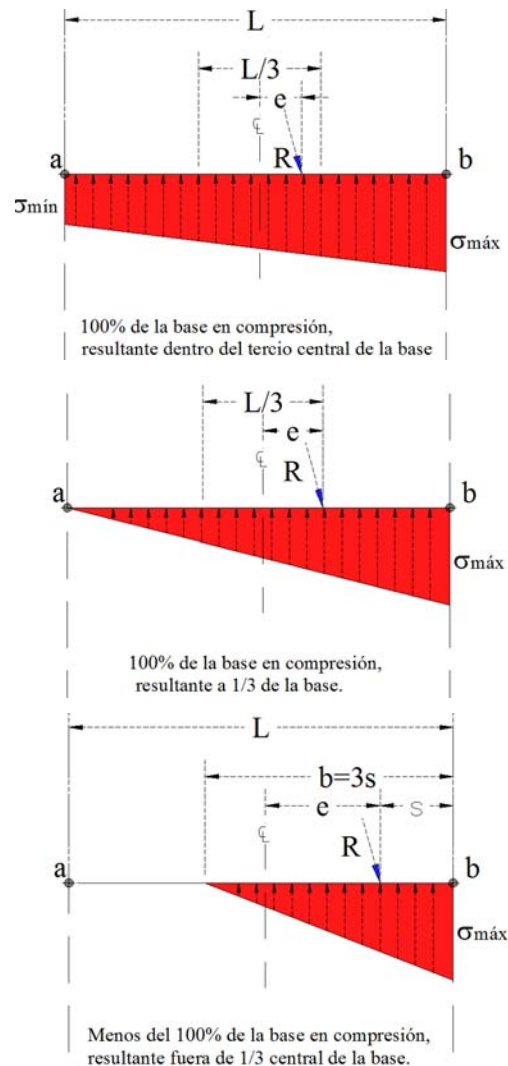 L
L/3
e
℄
R
a
b
σmín
σmáx
100% de la base en compresión,
resultante dentro del tercio central de la base
L/3
e
℄
R
a
b
σmáx
100% de la base en compresión,
resultante a 1/3 de la base.
L
b=3s
e
s
℄
R
a
b
σmáx
Menos del 100% de la base en compresión,
resultante fuera de 1/3 central de la base.